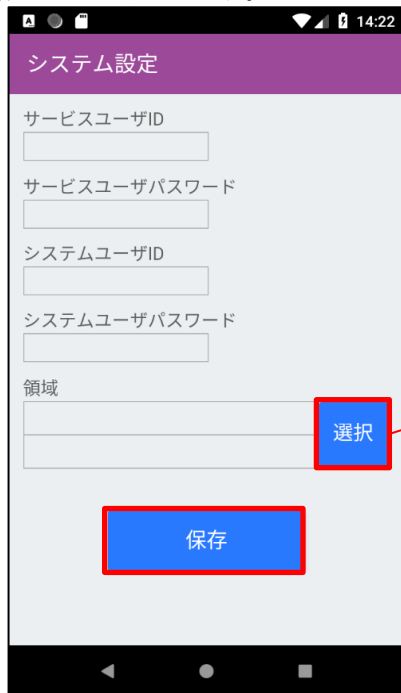 14:22
システム設定
サービスユーザID
サービスユーザパスワード
システムユーザID
システムユーザパスワード
領域
選択
保存